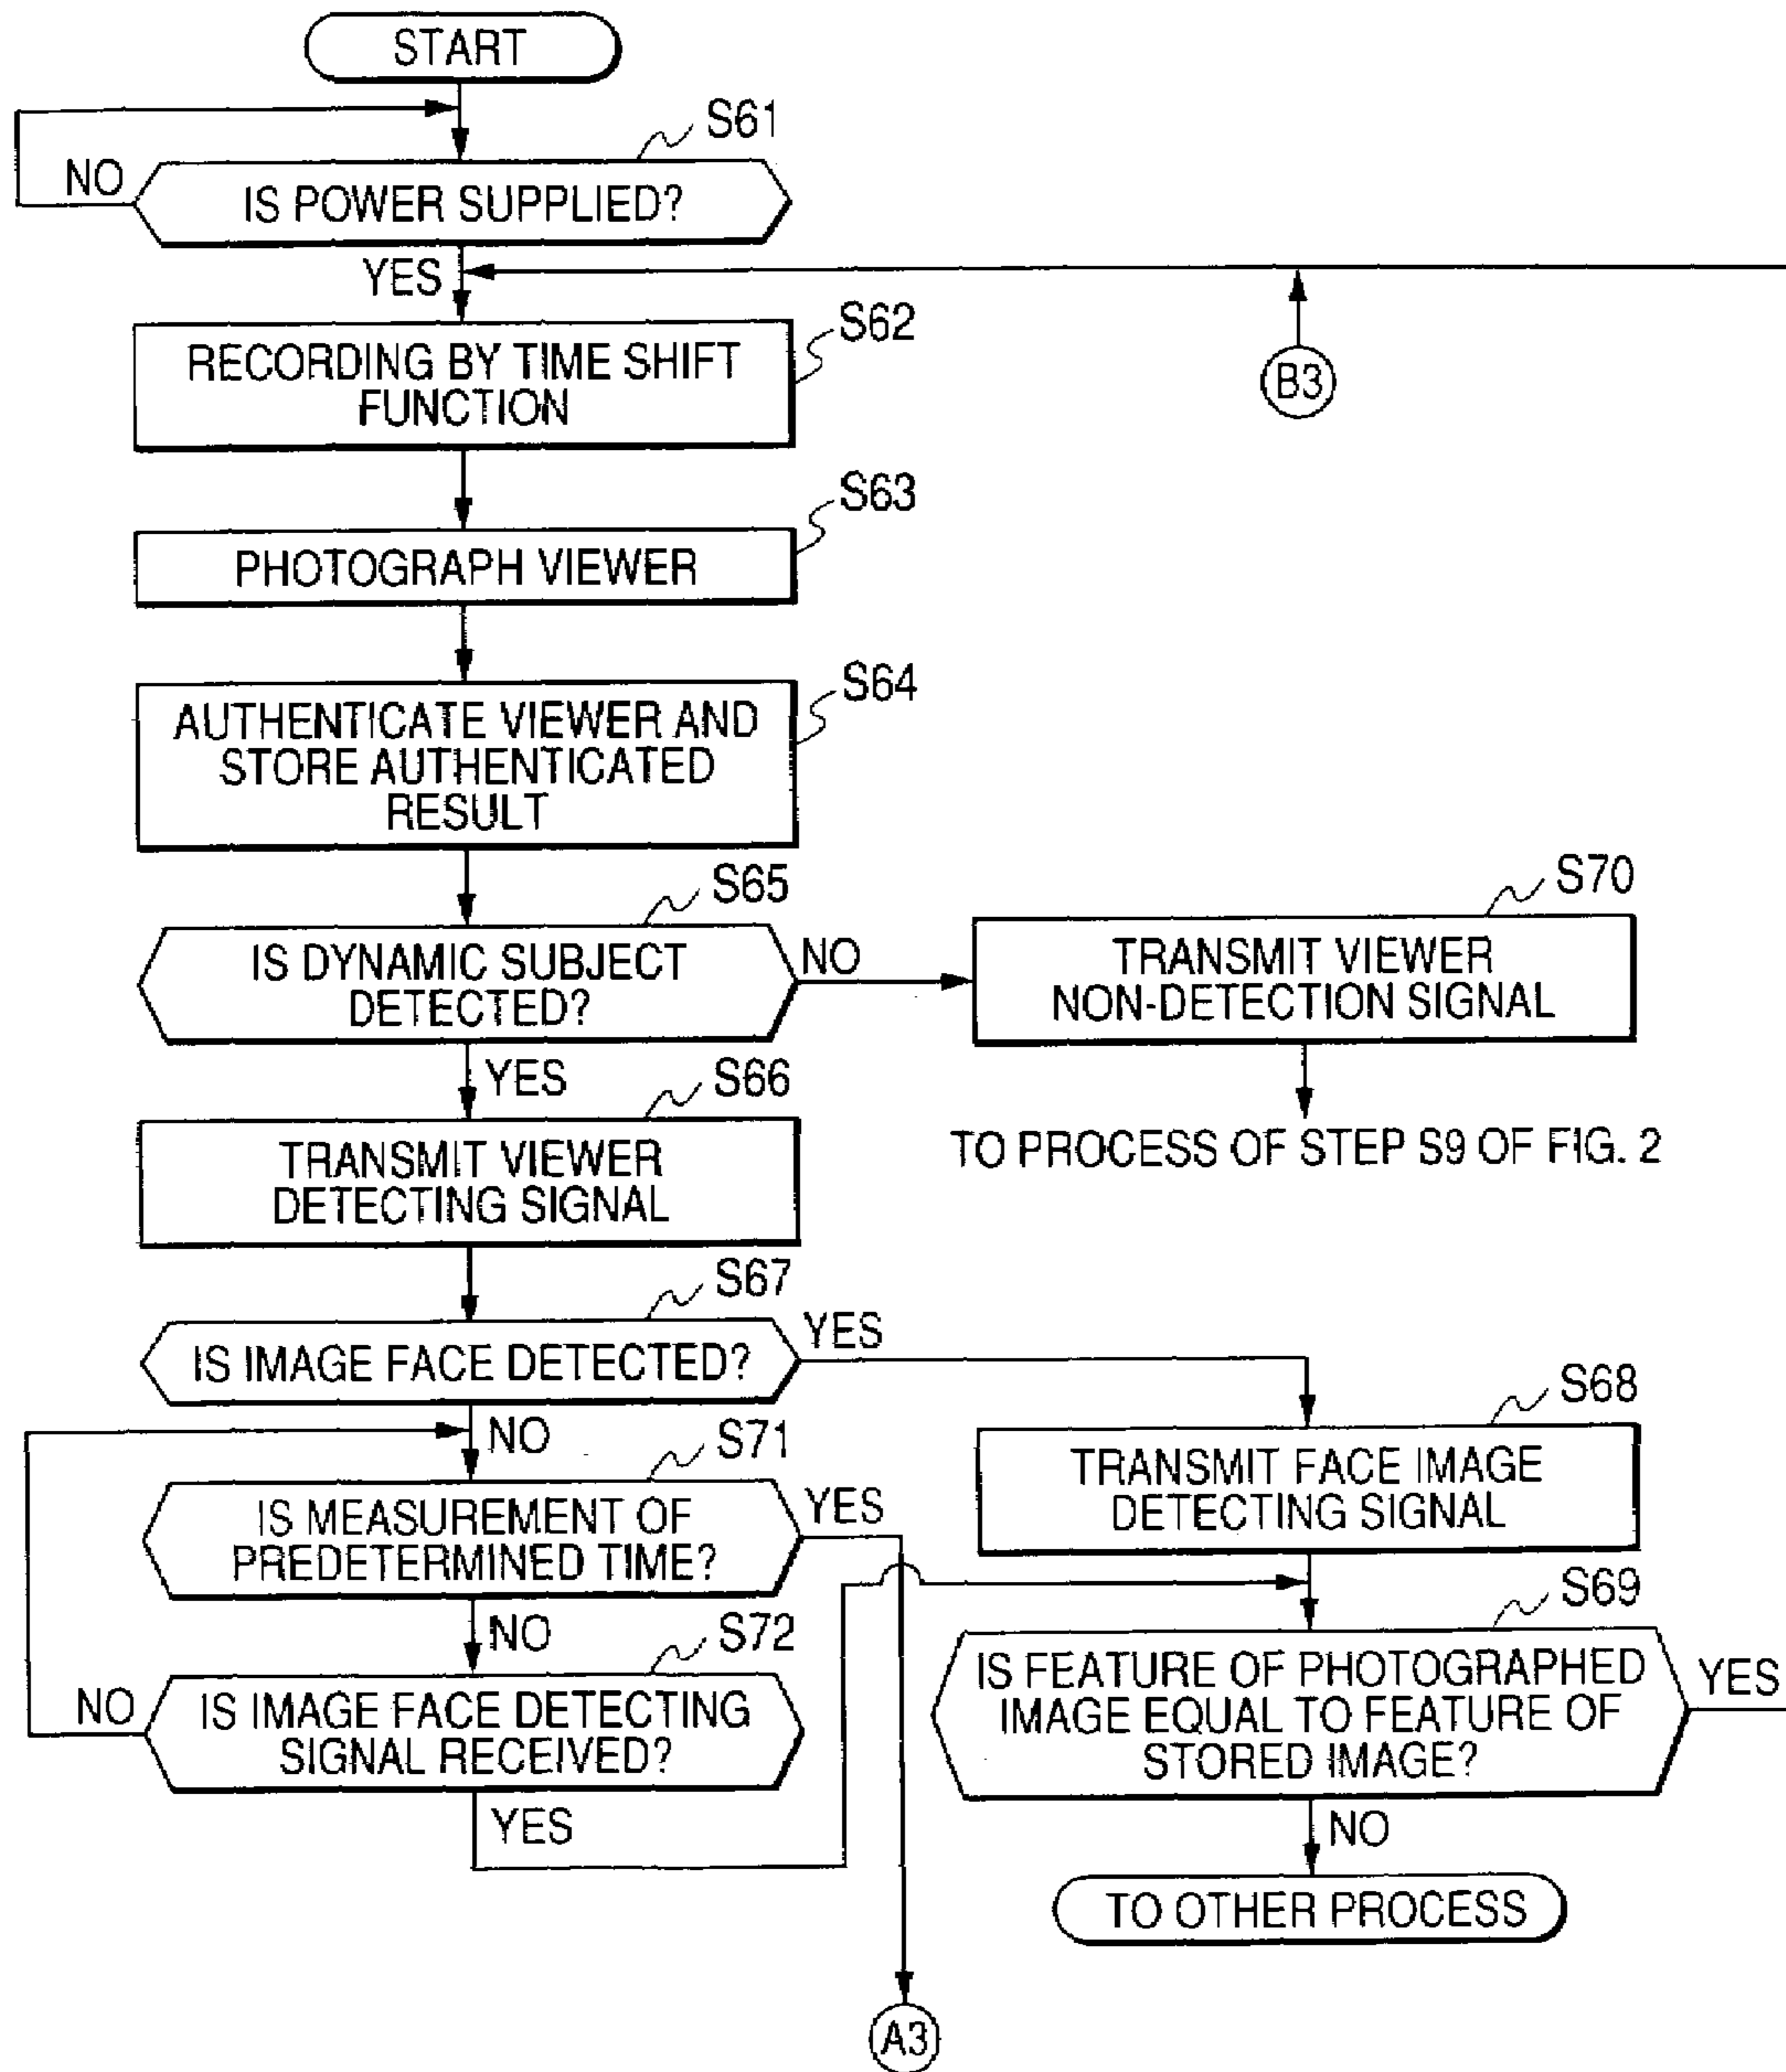 START
S61
NO
IS POWER SUPPLIED?
YES
S62
RECORDING BY TIME SHIFT
FUNCTION
B3
S63
PHOTOGRAPH VIEWER
S64
AUTHENTICATE VIEWER AND
STORE AUTHENTICATED
RESULT
S65
IS DYNAMIC SUBJECT
DETECTED?
NO
S70
TRANSMIT VIEWER
NON-DETECTION SIGNAL
YES
TO PROCESS OF STEP S9 OF FIG. 2
S66
TRANSMIT VIEWER
DETECTING SIGNAL
S67
IS IMAGE FACE DETECTED?
YES
S68
TRANSMIT FACE IMAGE
DETECTING SIGNAL
NO
S71
IS MEASUREMENT OF
PREDETERMINED TIME?
YES
NO
S72
NO
IS IMAGE FACE DETECTING
SIGNAL RECEIVED?
YES
S69
IS FEATURE OF PHOTOGRAPHED
IMAGE EQUAL TO FEATURE OF
STORED IMAGE?
YES
NO
TO OTHER PROCESS
A3